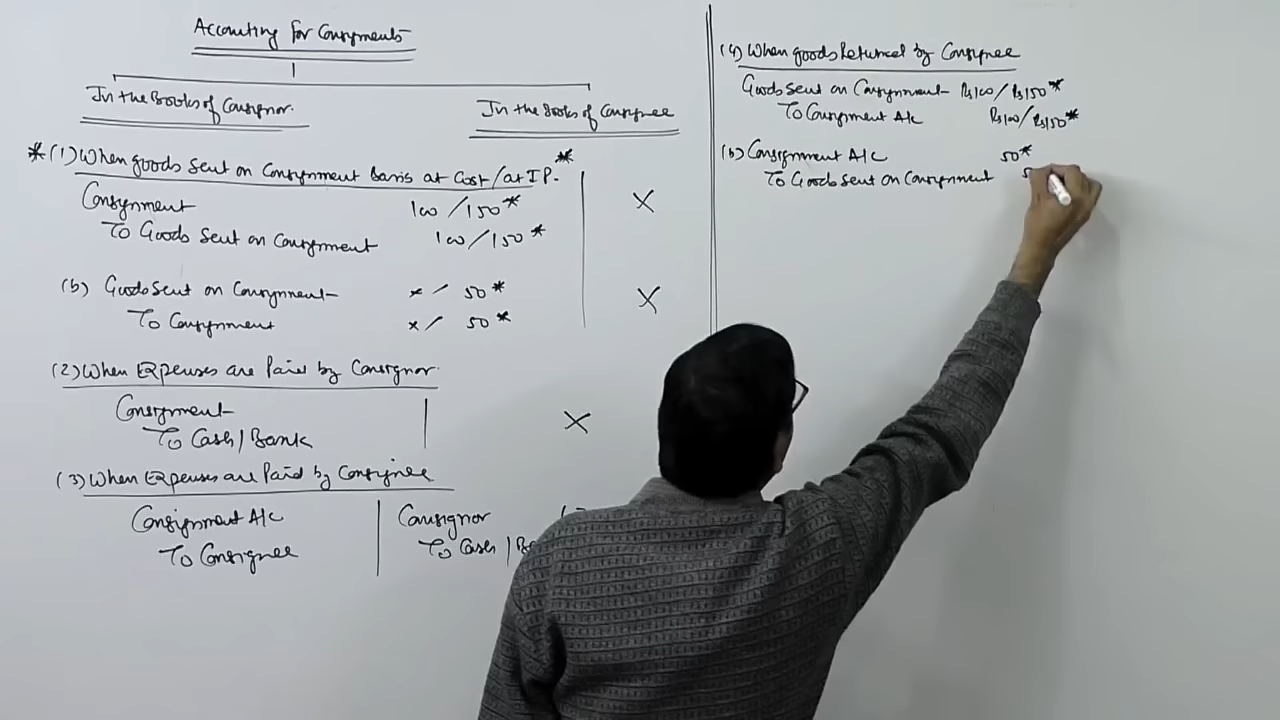 Accounting for Consignments
In the Books of Consignor.
In the Books of Consignee
* (1) When goods Sent on Consignment Basis at Cost/at IP. *
Consignment 100 / 150*
To Goods Sent on Consignment 100 / 150*
X
(b) Goods Sent on Consignment x / 50*
To Consignment x / 50*
X
(2) When Expenses are Paid by Consignor.
Consignment
To Cash/Bank
X
(3) When Expenses are Paid by Consignee
Consignment A/c
To Consignee
Consignor
To Cash /
(4) When goods Returned by Consignee
Goods Sent on Consignment Rs100/Rs150*
To Consignment A/c Rs100/Rs150*
(b) Consignment A/c 50*
To Goods Sent on Consignment